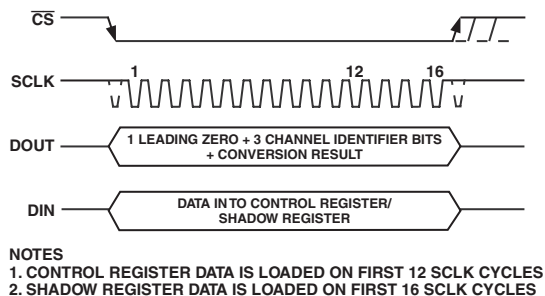 CS
SCLK
1
12
16
DOUT
1 LEADING ZERO + 3 CHANNEL IDENTIFIER BITS
+ CONVERSION RESULT
DIN
DATA IN TO CONTROL REGISTER/
SHADOW REGISTER
NOTES
1. CONTROL REGISTER DATA IS LOADED ON FIRST 12 SCLK CYCLES
2. SHADOW REGISTER DATA IS LOADED ON FIRST 16 SCLK CYCLES